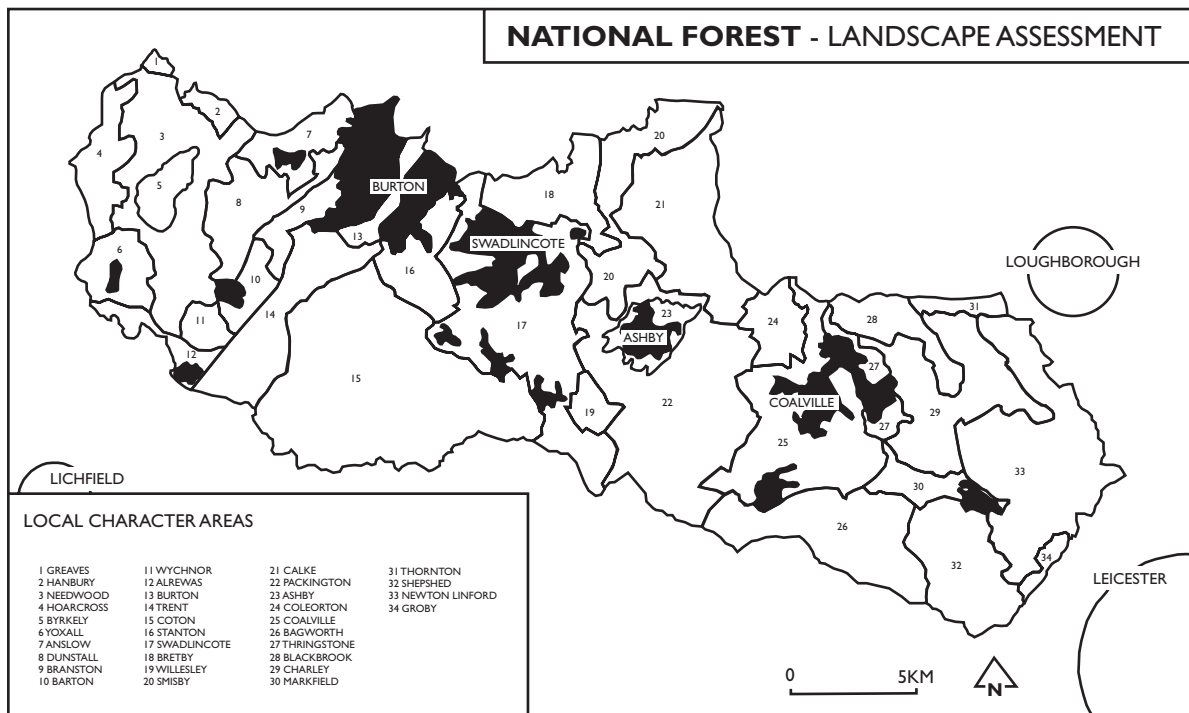 NATIONAL FOREST - LANDSCAPE ASSESSMENT
1
2
3
4
5
6
7
8
9
10
11
12
13
14
15
16
17
18
19
20
20
21
22
23
24
25
26
27
27
28
29
30
31
32
33
34
BURTON
SWADLINCOTE
ASHBY
COALVILLE
LOUGHBOROUGH
LICHFIELD
LEICESTER
LOCAL CHARACTER AREAS
1 GREAVES
2 HANBURY
3 NEEDWOOD
4 HOARCROSS
5 BYRKELY
6 YOXALL
7 ANSLOW
8 DUNSTALL
9 BRANSTON
10 BARTON
11 WYCHNOR
12 ALREWAS
13 BURTON
14 TRENT
15 COTON
16 STANTON
17 SWADLINCOTE
18 BRETBY
19 WILLESLEY
20 SMISBY
21 CALKE
22 PACKINGTON
23 ASHBY
24 COLEORTON
25 COALVILLE
26 BAGWORTH
27 THRINGSTONE
28 BLACKBROOK
29 CHARLEY
30 MARKFIELD
31 THORNTON
32 SHEPSHED
33 NEWTON LINFORD
34 GROBY
0 5KM
N